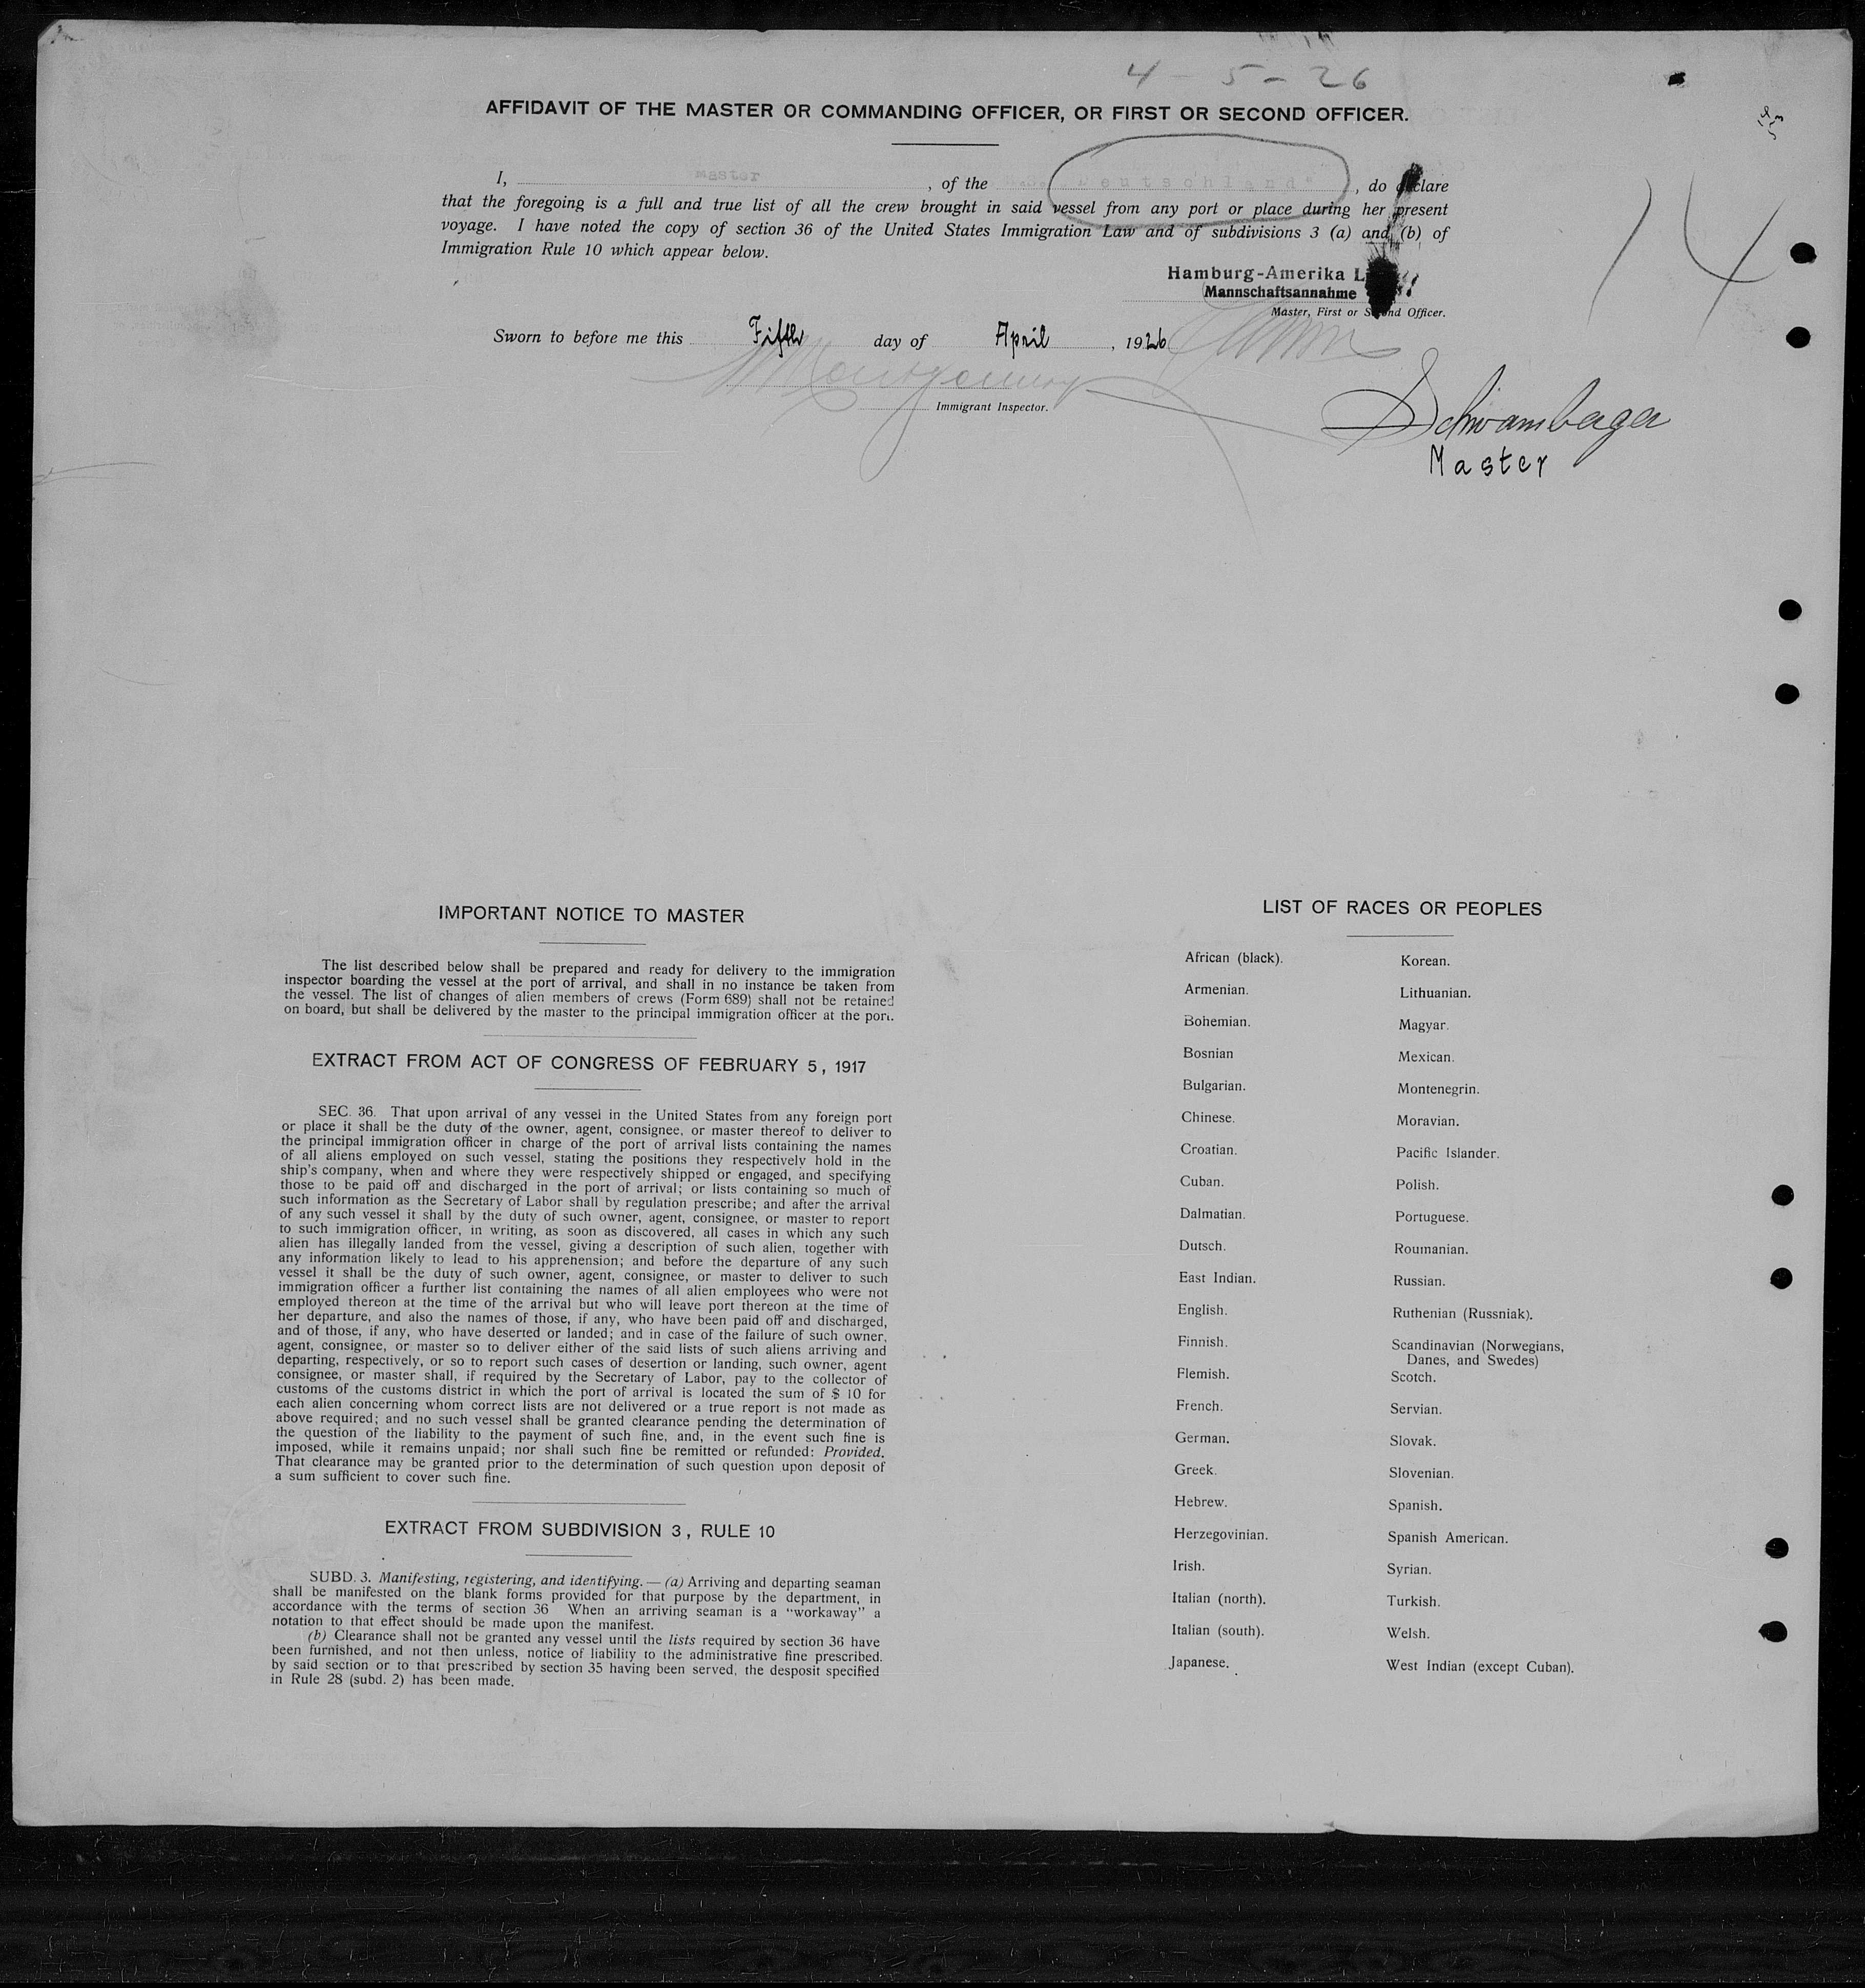 4 - 5 - 26
AFFIDAVIT OF THE MASTER OR COMMANDING OFFICER, OR FIRST OR SECOND OFFICER.
I, master , of the Deutschland" , do declare
that the foregoing is a full and true list of all the crew brought in said vessel from any port or place during her present
voyage. I have noted the copy of section 36 of the United States Immigration Law and of subdivisions 3 (a) and (b) of
Immigration Rule 10 which appear below.
14
Hamburg-Amerika
Mannschaftsannahme
Master, First or Second Officer.
Sworn to before me this Fifth day of April , 1926
Montgomery
Immigrant Inspector.
Schwamberger
Master
IMPORTANT NOTICE TO MASTER
The list described below shall be prepared and ready for delivery to the immigration
inspector boarding the vessel at the port of arrival, and shall in no instance be taken from
the vessel. The list of changes of alien members of crews (Form 689) shall not be retained
on board, but shall be delivered by the master to the principal immigration officer at the port.
EXTRACT FROM ACT OF CONGRESS OF FEBRUARY 5, 1917
SEC. 36. That upon arrival of any vessel in the United States from any foreign port
or place it shall be the duty of the owner, agent, consignee, or master thereof to deliver to
the principal immigration officer in charge of the port of arrival lists containing the names
of all aliens employed on such vessel, stating the positions they respectively hold in the
ship's company, when and where they were respectively shipped or engaged, and specifying
those to be paid off and discharged in the port of arrival; or lists containing so much of
such information as the Secretary of Labor shall by regulation prescribe; and after the arrival
of any such vessel it shall by the duty of such owner, agent, consignee, or master to report
to such immigration officer, in writing, as soon as discovered, all cases in which any such
alien has illegally landed from the vessel, giving a description of such alien, together with
any information likely to lead to his apprehension; and before the departure of any such
vessel it shall be the duty of such owner, agent, consignee, or master to deliver to such
immigration officer a further list containing the names of all alien employees who were not
employed thereon at the time of the arrival but who will leave port thereon at the time of
her departure, and also the names of those, if any, who have been paid off and discharged,
and of those, if any, who have deserted or landed; and in case of the failure of such owner,
agent, consignee, or master so to deliver either of the said lists of such aliens arriving and
departing, respectively, or so to report such cases of desertion or landing, such owner, agent
consignee, or master shall, if required by the Secretary of Labor, pay to the collector of
customs of the customs district in which the port of arrival is located the sum of $ 10 for
each alien concerning whom correct lists are not delivered or a true report is not made as
above required; and no such vessel shall be granted clearance pending the determination of
the question of the liability to the payment of such fine, and, in the event such fine is
imposed, while it remains unpaid; nor shall such fine be remitted or refunded: Provided.
That clearance may be granted prior to the determination of such question upon deposit of
a sum sufficient to cover such fine.
EXTRACT FROM SUBDIVISION 3, RULE 10
SUBD. 3. Manifesting, registering, and identifying. — (a) Arriving and departing seaman
shall be manifested on the blank forms provided for that purpose by the department, in
accordance with the terms of section 36 When an arriving seaman is a "workaway" a
notation to that effect should be made upon the manifest.
(b) Clearance shall not be granted any vessel until the lists required by section 36 have
been furnished, and not then unless, notice of liability to the administrative fine prescribed.
by said section or to that prescribed by section 35 having been served, the desposit specified
in Rule 28 (subd. 2) has been made.
LIST OF RACES OR PEOPLES
African (black).
Armenian.
Bohemian.
Bosnian
Bulgarian.
Chinese.
Croatian.
Cuban.
Dalmatian.
Dutsch.
East Indian.
English.
Finnish.
Flemish.
French.
German.
Greek.
Hebrew.
Herzegovinian.
Irish.
Italian (north).
Italian (south).
Japanese.
Korean.
Lithuanian.
Magyar.
Mexican.
Montenegrin.
Moravian.
Pacific Islander.
Polish.
Portuguese.
Roumanian.
Russian.
Ruthenian (Russniak).
Scandinavian (Norwegians,
Danes, and Swedes)
Scotch.
Servian.
Slovak.
Slovenian.
Spanish.
Spanish American.
Syrian.
Turkish.
Welsh.
West Indian (except Cuban).